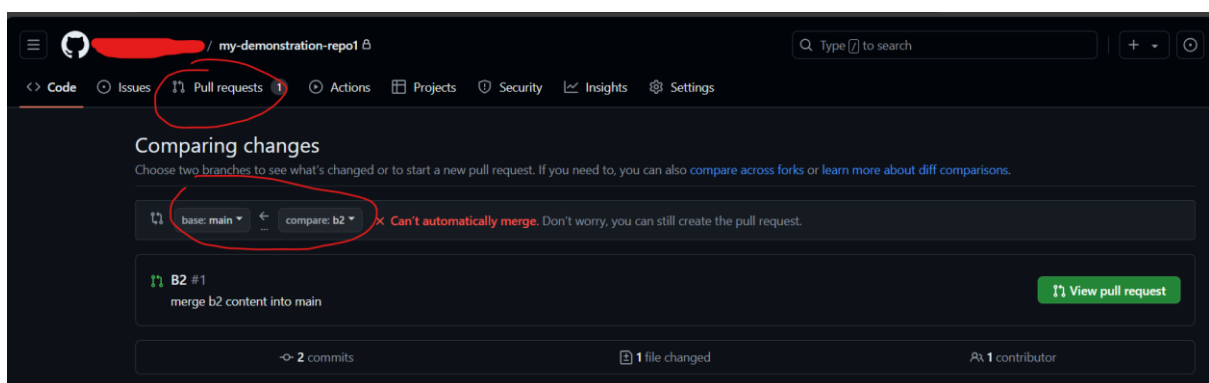 / my-demonstration-repo1
Type / to search
Code Issues Pull requests 1 Actions Projects Security Insights Settings
Comparing changes
Choose two branches to see what's changed or to start a new pull request. If you need to, you can also compare across forks or learn more about diff comparisons.
base: main ← ... compare: b2 × Can't automatically merge. Don't worry, you can still create the pull request.
B2 #1
merge b2 content into main
View pull request
2 commits 1 file changed 1 contributor